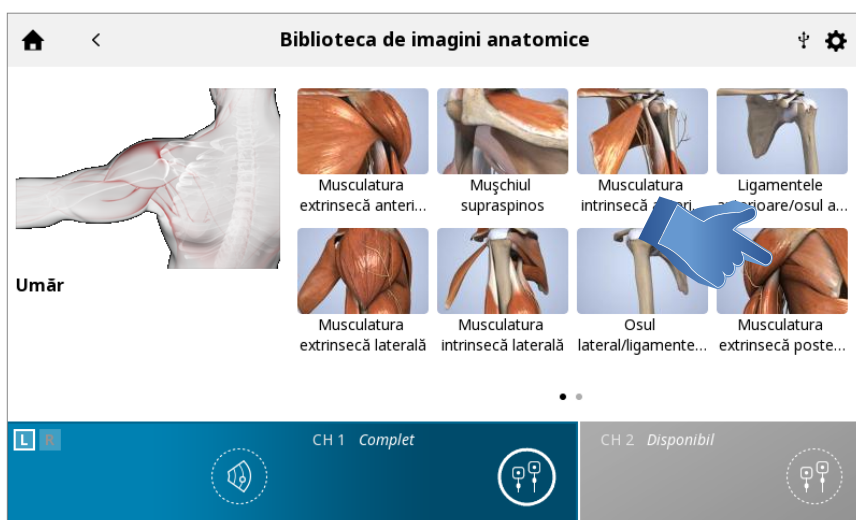 Biblioteca de imagini anatomice
Umăr
Musculatura
extrinsecă anteri...
Muşchiul
supraspinos
Musculatura
intrinsecă
Ligamentele
a...
Musculatura
extrinsecă laterală
Musculatura
intrinsecă laterală
Osul
lateral/ligamente...
Musculatura
extrinsecă poste...
L R
CH 1 Complet
CH 2 Disponibil